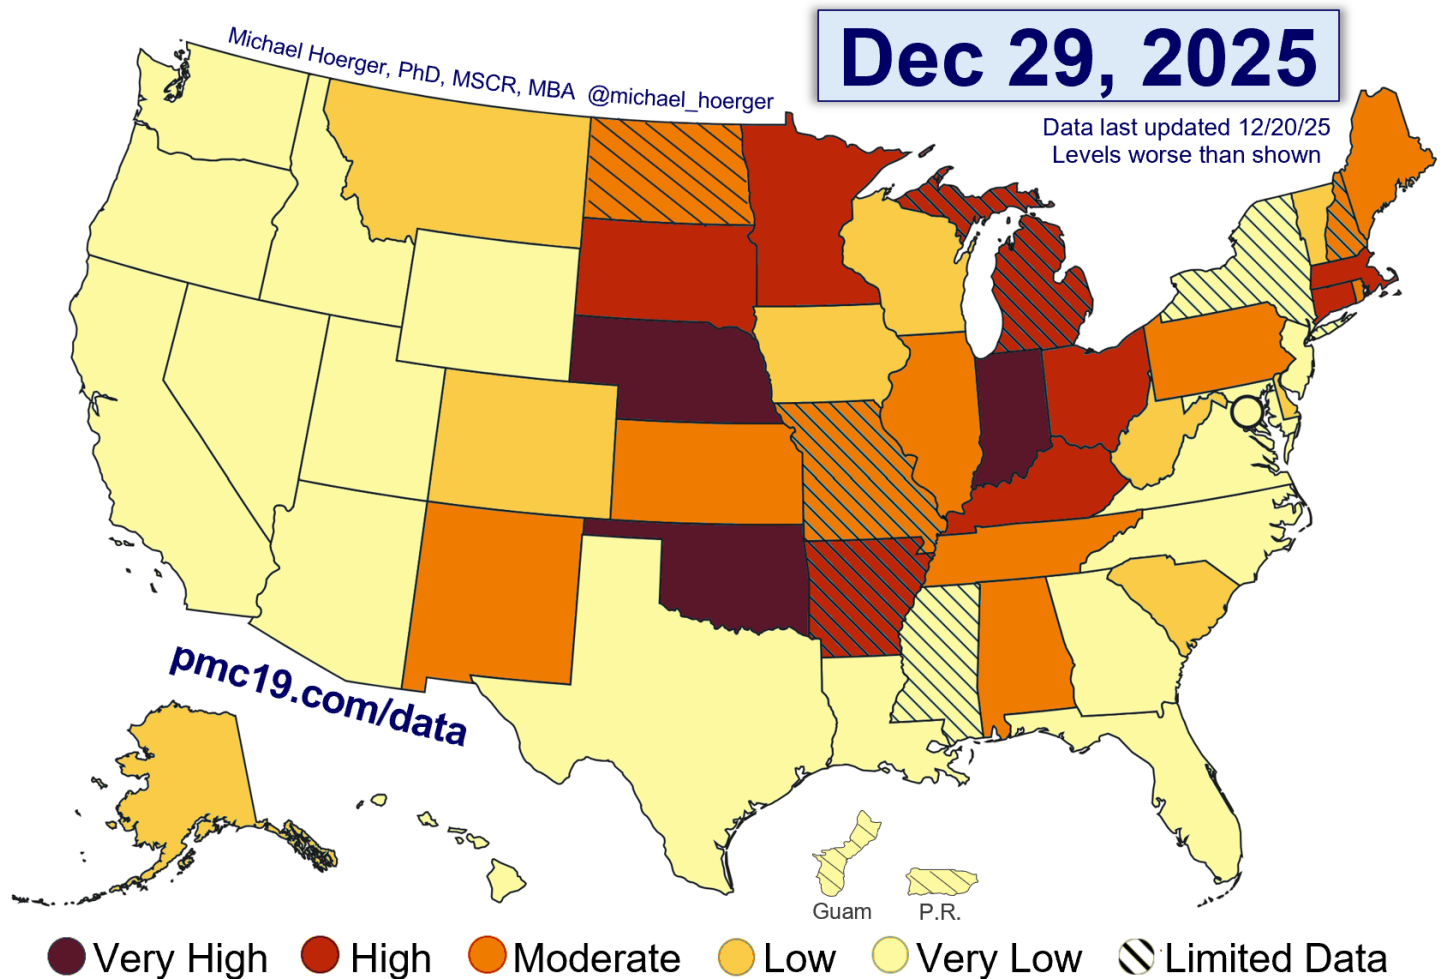 Michael Hoerger, PhD, MSCR, MBA @michael_hoerger
Dec 29, 2025
Data last updated 12/20/25
Levels worse than shown
pmc19.com/data
Guam
P.R.
Very High
High
Moderate
Low
Very Low
Limited Data